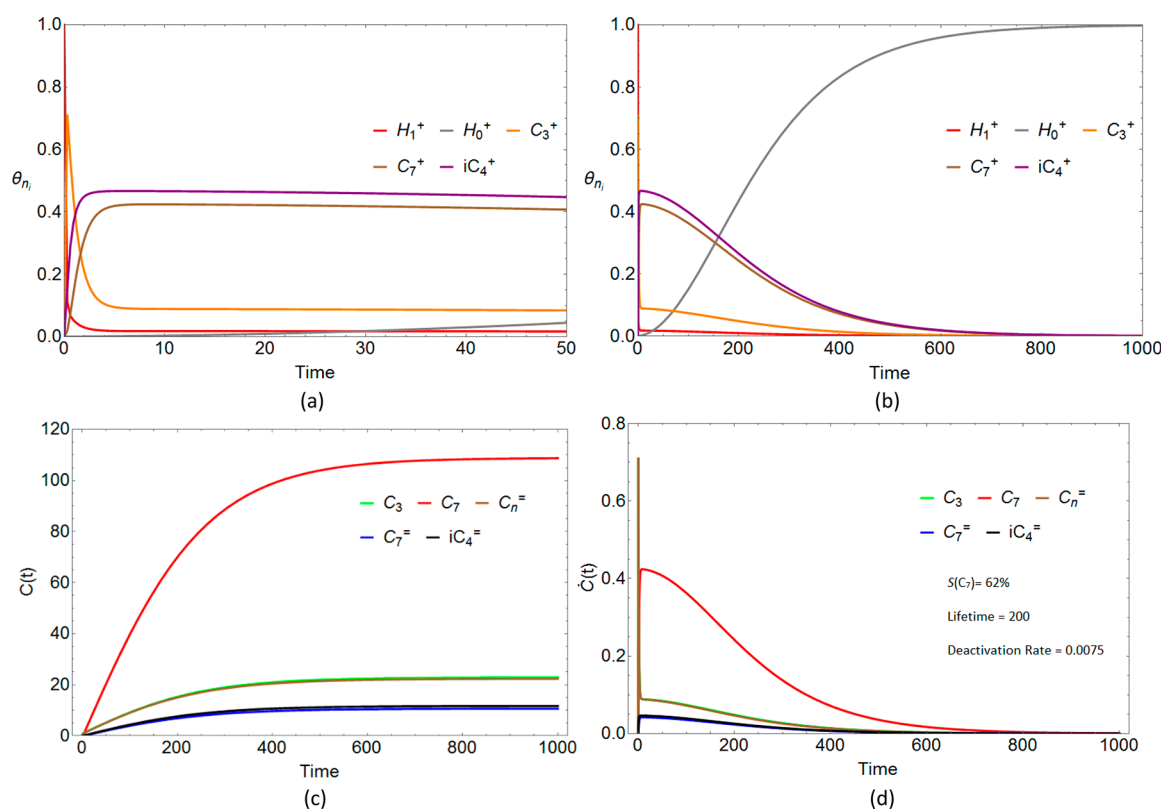 1.0
0.8
0.6
0.4
0.2
0.0
θnᵢ
H₁⁺ H₀⁺ C₃⁺
C₇⁺ iC₄⁺
0 10 20 30 40 50
Time
(a)
1.0
0.8
0.6
0.4
0.2
0.0
θnᵢ
H₁⁺ H₀⁺ C₃⁺
C₇⁺ iC₄⁺
0 200 400 600 800 1000
Time
(b)
120
100
80
60
40
20
0
C(t)
C₃ C₇ Cₙ⁼
C₇⁼ iC₄⁼
0 200 400 600 800 1000
Time
(c)
0.8
0.6
0.4
0.2
0.0
Ċ(t)
C₃ C₇ Cₙ⁼
C₇⁼ iC₄⁼
S(C₇)= 62%
Lifetime = 200
Deactivation Rate = 0.0075
0 200 400 600 800 1000
Time
(d)